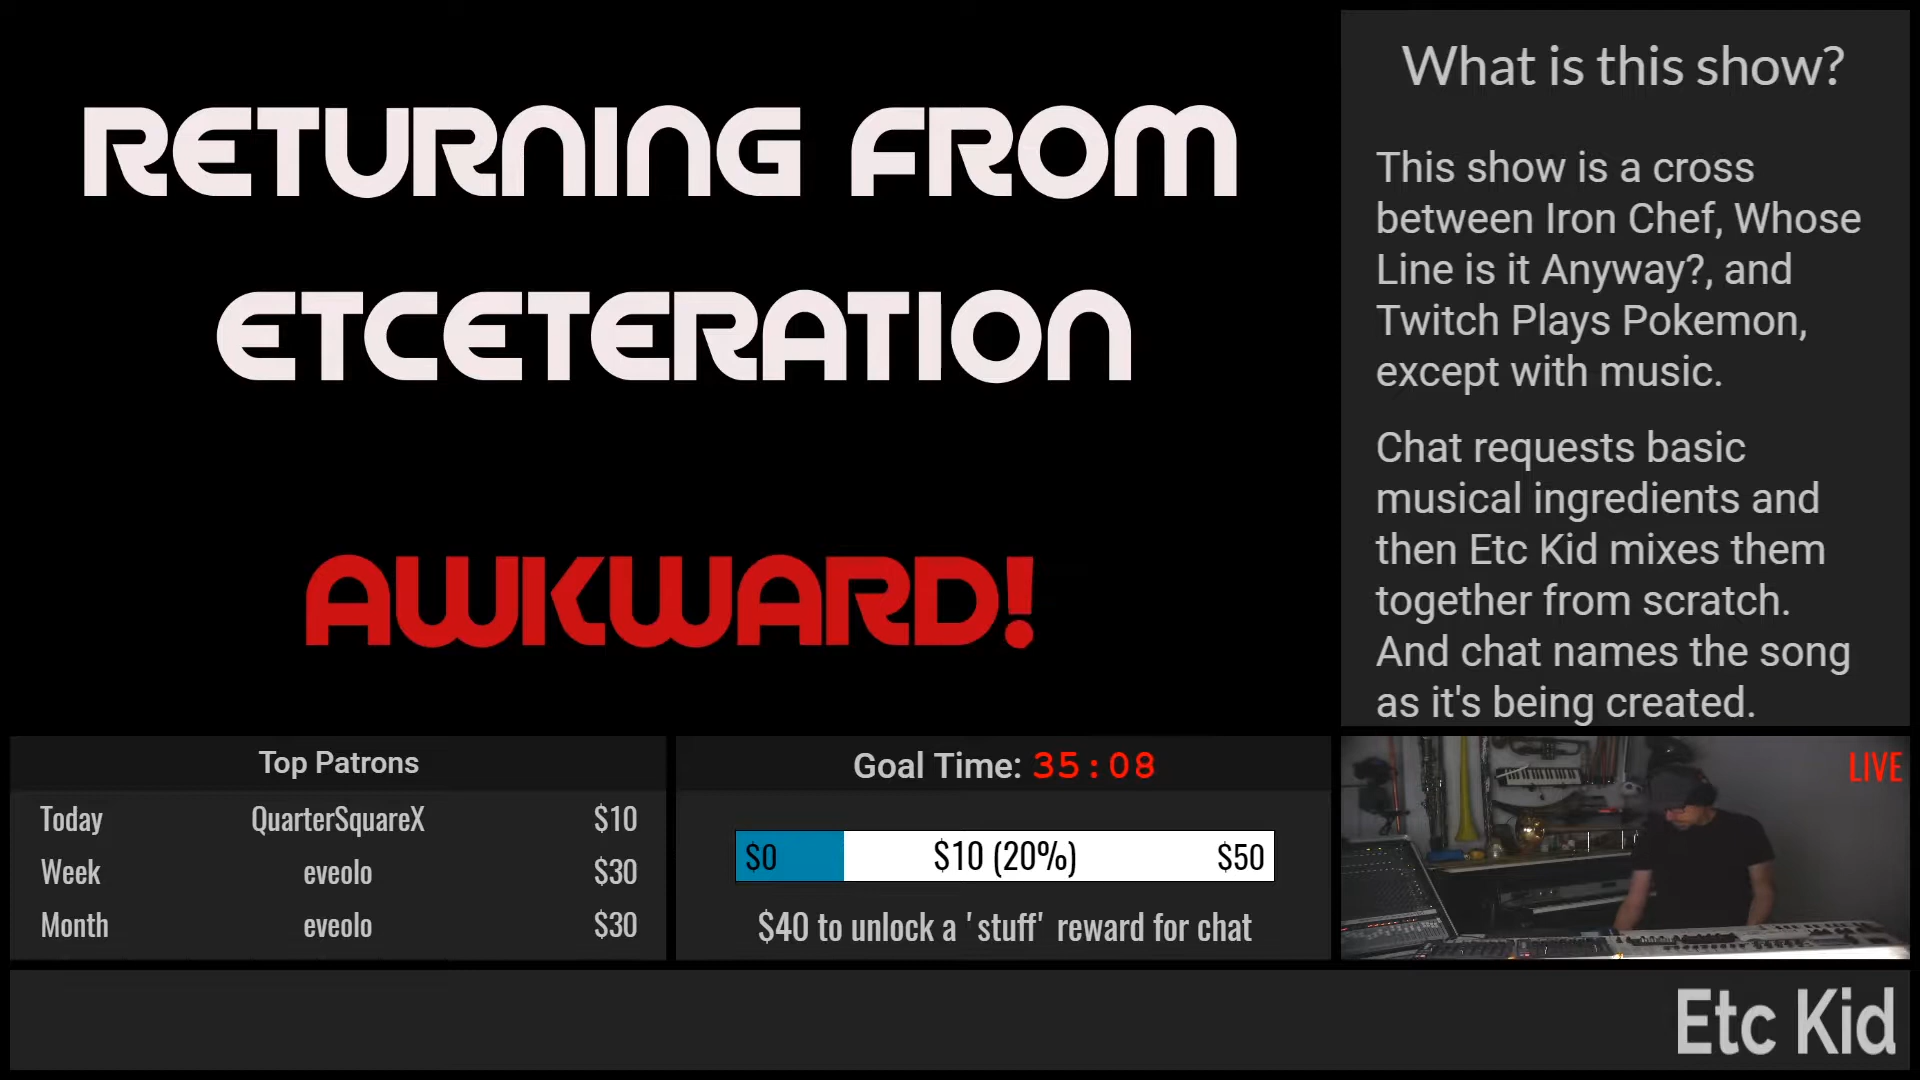 RETURNING FROM
ETCETERATION
AWKWARD!
What is this show?
This show is a cross
between Iron Chef, Whose
Line is it Anyway?, and
Twitch Plays Pokemon,
except with music.
Chat requests basic
musical ingredients and
then Etc Kid mixes them
together from scratch.
And chat names the song
as it's being created.
Top Patrons
Today QuarterSquareX $10
Week eveolo $30
Month eveolo $30
Goal Time: 35:08
$0 $10 (20%) $50
$40 to unlock a 'stuff' reward for chat
LIVE
Etc Kid